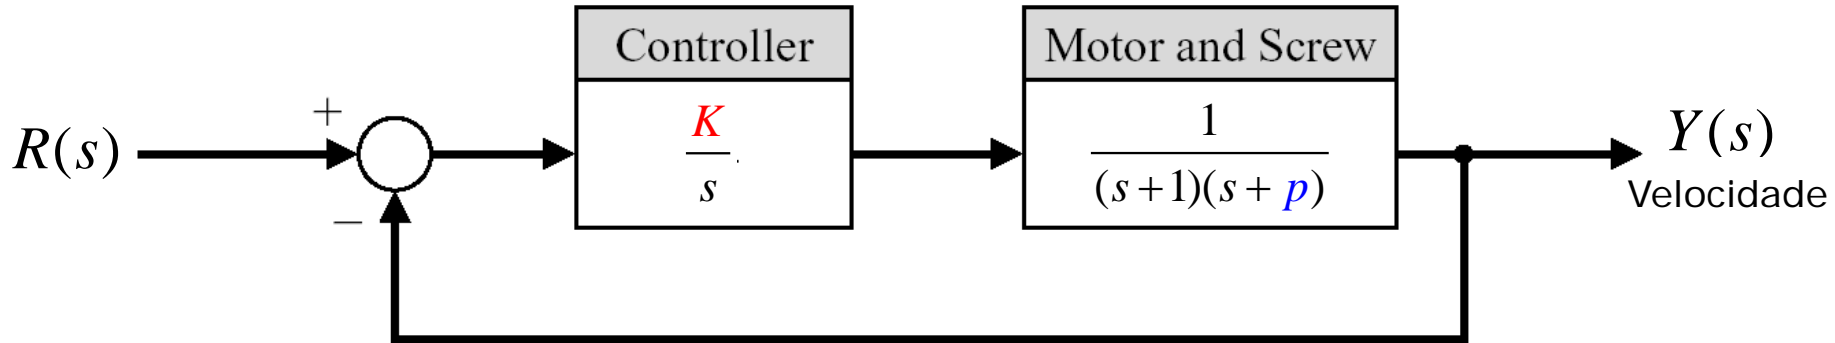 Controller
Motor and Screw
+
R(s)
K
s
1
(s+1)(s+p)
Y(s)
Velocidade
−